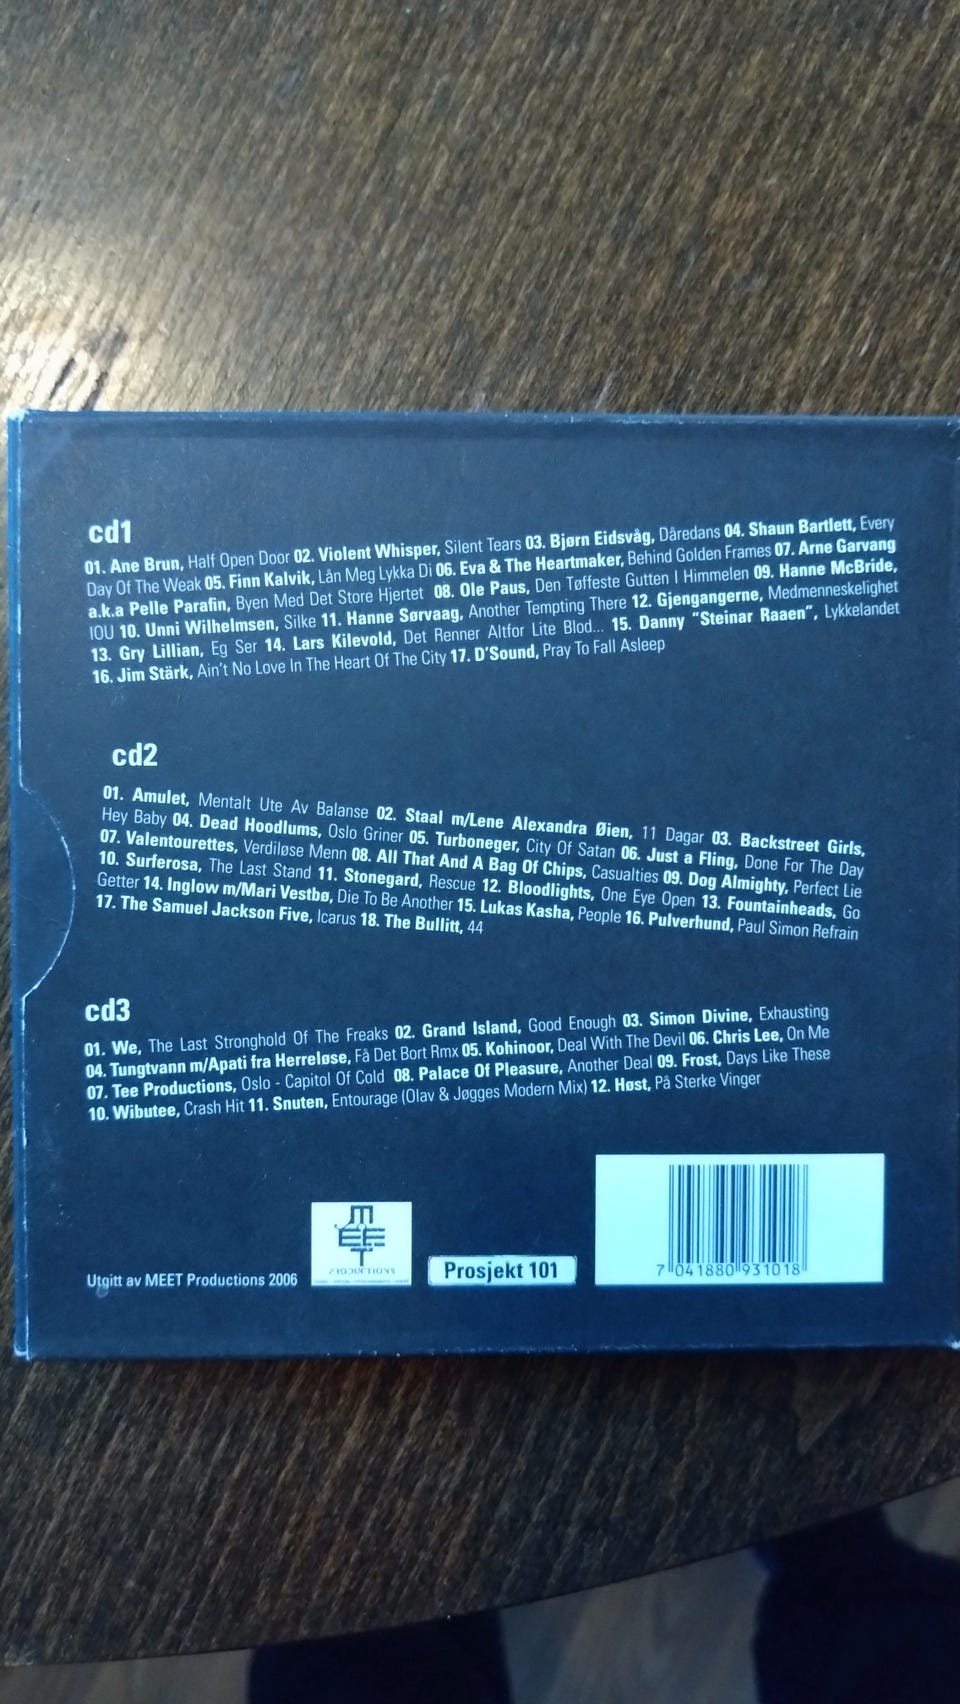 cd1
01. Ane Brun, Half Open Door 02. Violent Whisper, Silent Tears 03. Bjørn Eidsvåg, Dåredans 04. Shaun Bartlett, Every
Day Of The Weak 05. Finn Kalvik, Lån Meg Lykka Di 06. Eva & The Heartmaker, Behind Golden Frames 07. Arne Garvang
a.k.a Pelle Parafin, Byen Med Det Store Hjertet 08. Ole Paus, Den Tøffeste Gutten I Himmelen 09. Hanne McBride,
IOU 10. Unni Wilhelmsen, Silke 11. Hanne Sørvaag, Another Tempting There 12. Gjengangerne, Medmenneskelighet
13. Gry Lillian, Eg Ser 14. Lars Kilevold, Det Renner Altfor Lite Blod... 15. Danny "Steinar Raaen", Lykkelandet
16. Jim Stärk, Ain't No Love In The Heart Of The City 17. D'Sound, Pray To Fall Asleep
cd2
01. Amulet, Mentalt Ute Av Balanse 02. Staal m/Lene Alexandra Øien, 11 Dagar 03. Backstreet Girls,
Hey Baby 04. Dead Hoodlums, Oslo Griner 05. Turboneger, City Of Satan 06. Just a Fling, Done For The Day
07. Valentourettes, Verdiløse Menn 08. All That And A Bag Of Chips, Casualties 09. Dog Almighty, Perfect Lie
10. Surferosa, The Last Stand 11. Stonegard, Rescue 12. Bloodlights, One Eye Open 13. Fountainheads, Go
Getter 14. Inglow m/Mari Vestbø, Die To Be Another 15. Lukas Kasha, People 16. Pulverhund, Paul Simon Refrain
17. The Samuel Jackson Five, Icarus 18. The Bullitt, 44
cd3
01. We, The Last Stronghold Of The Freaks 02. Grand Island, Good Enough 03. Simon Divine, Exhausting
04. Tungtvann m/Apati fra Herreløse, Få Det Bort Rmx 05. Kohinoor, Deal With The Devil 06. Chris Lee, On Me
07. Tee Productions, Oslo - Capitol Of Cold 08. Palace Of Pleasure, Another Deal 09. Frost, Days Like These
10. Wibutee, Crash Hit 11. Snuten, Entourage (Olav & Jøgges Modern Mix) 12. Høst, På Sterke Vinger
Utgitt av MEET Productions 2006
MEET
PRODUCTIONS
Prosjekt 101
7 041880 931018